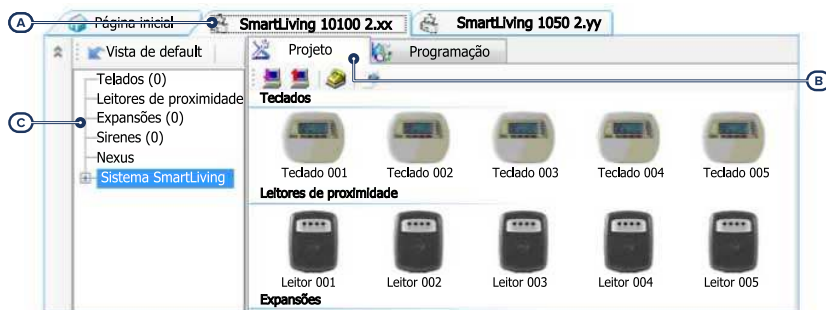 A Página inicial SmartLiving 10100 2.xx SmartLiving 1050 2.yy
Vista de default Projeto Programação
B
Telados (0)
Leitores de proximidade
C Expansões (0)
Sirenes (0)
Nexus
Sistema SmartLiving
Teclados
Teclado 001 Teclado 002 Teclado 003 Teclado 004 Teclado 005
Leitores de proximidade
Leitor 001 Leitor 002 Leitor 003 Leitor 004 Leitor 005
Expansões